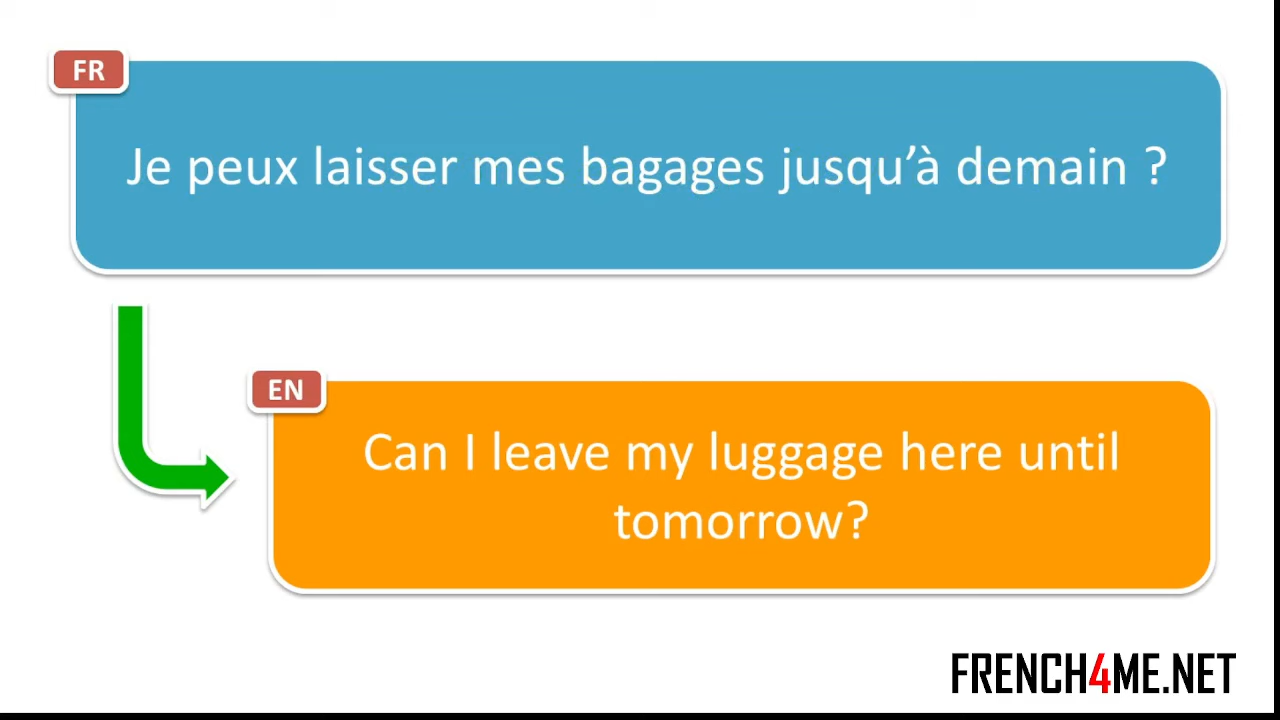 FR
Je peux laisser mes bagages jusqu’à demain ?
EN
Can I leave my luggage here until
tomorrow?
FRENCH4ME.NET